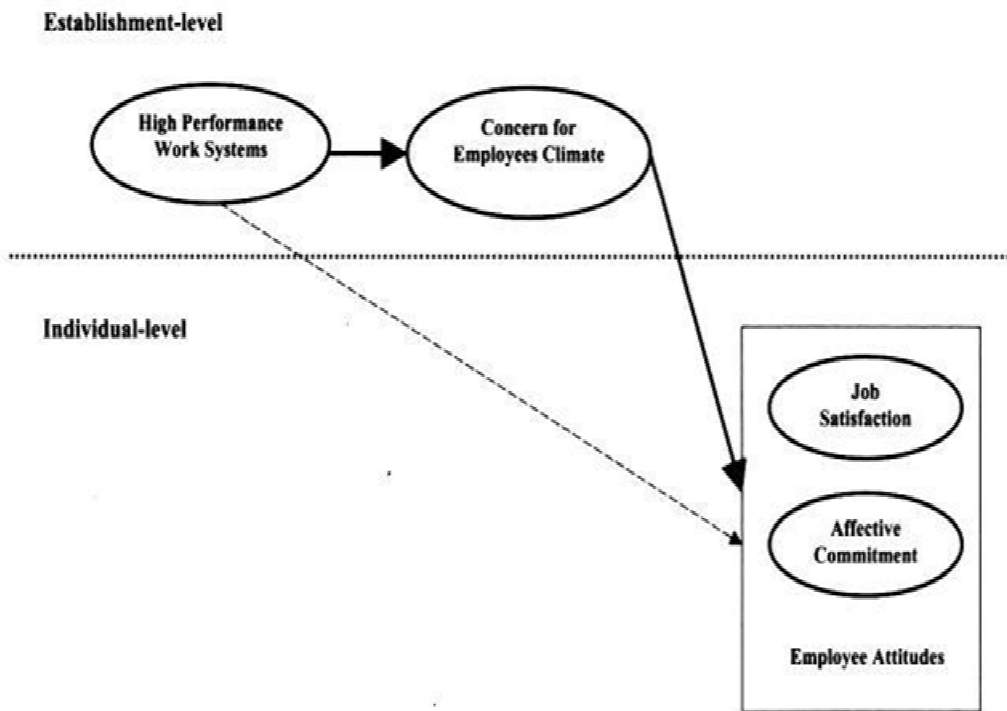 Establishment-level
High Performance
Work Systems
Concern for
Employees Climate
Individual-level
Job
Satisfaction
Affective
Commitment
Employee Attitudes